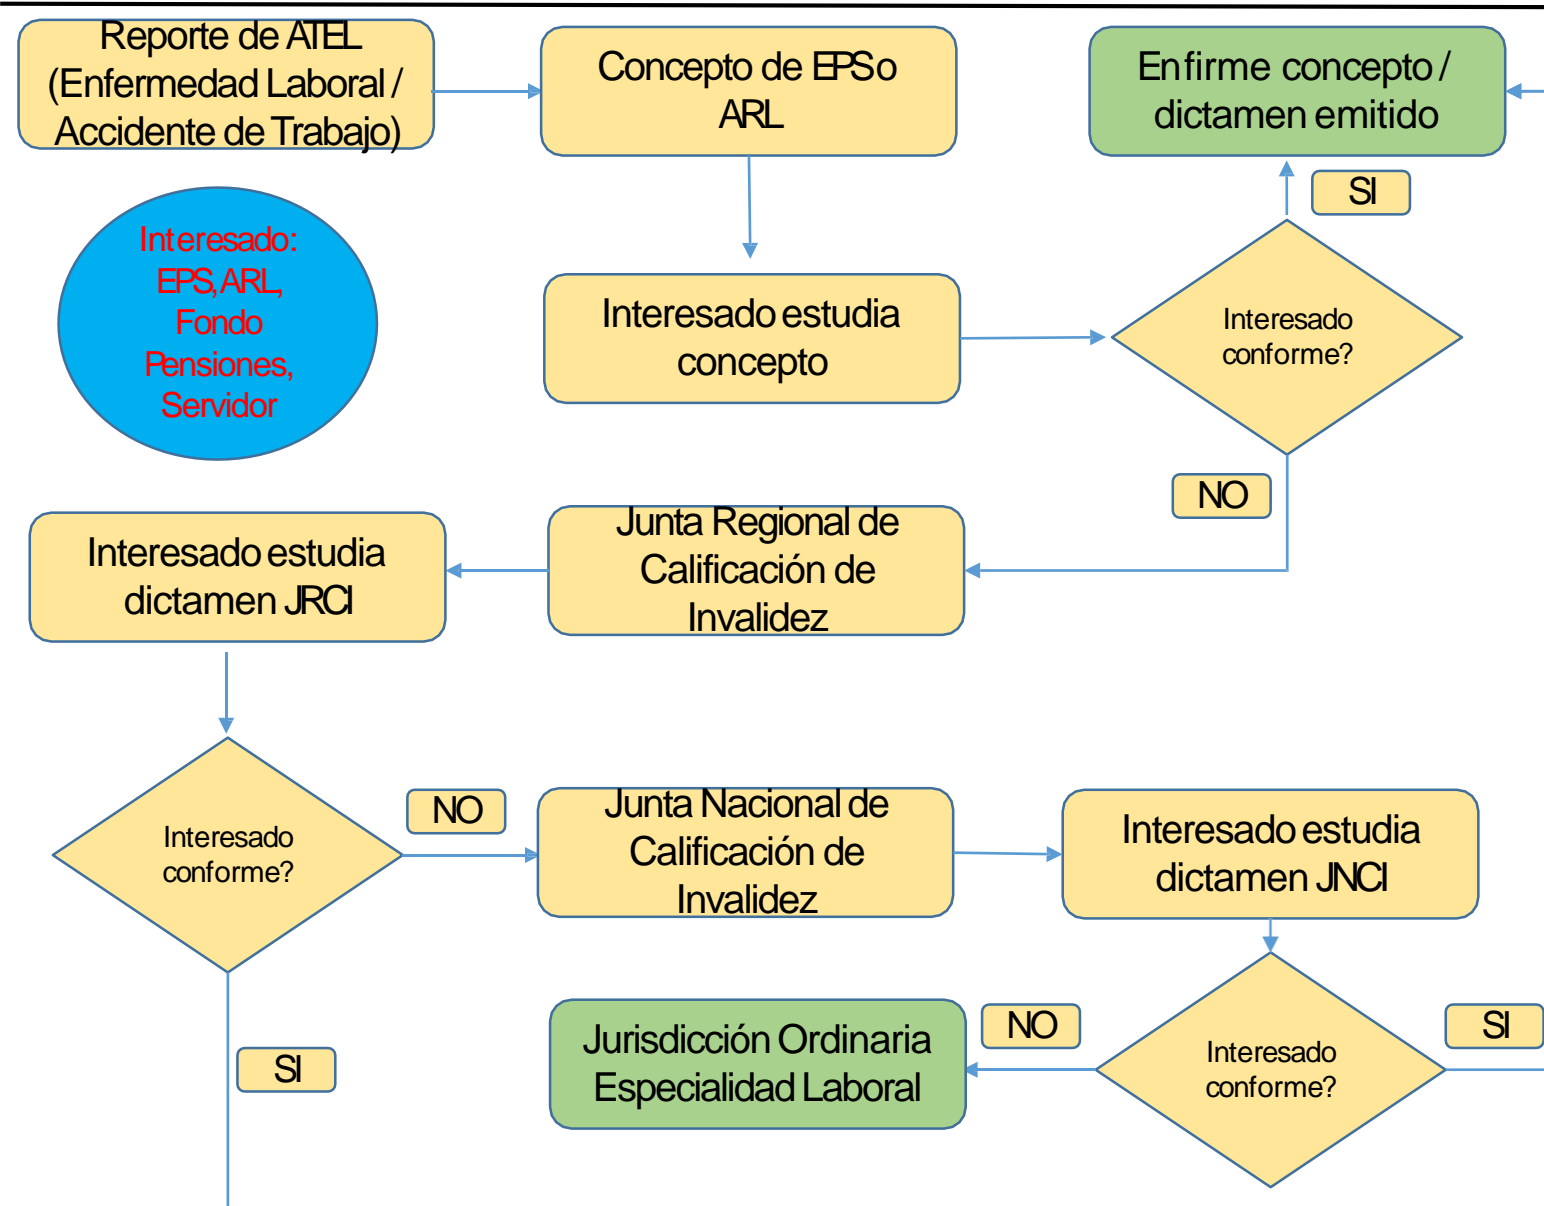 Reporte de ATEL
(Enfermedad Laboral /
Accidente de Trabajo)
Concepto de EPS o
ARL
En firme concepto /
dictamen emitido
SI
Interesado:
EPS, ARL,
Fondo
Pensiones,
Servidor
Interesado estudia
concepto
Interesado
conforme?
NO
Junta Regional de
Calificación de
Invalidez
Interesado estudia
dictamen JRCI
Interesado
conforme?
NO
Junta Nacional de
Calificación de
Invalidez
Interesado estudia
dictamen JNCI
Interesado
conforme?
NO
SI
Jurisdicción Ordinaria
Especialidad Laboral
SI